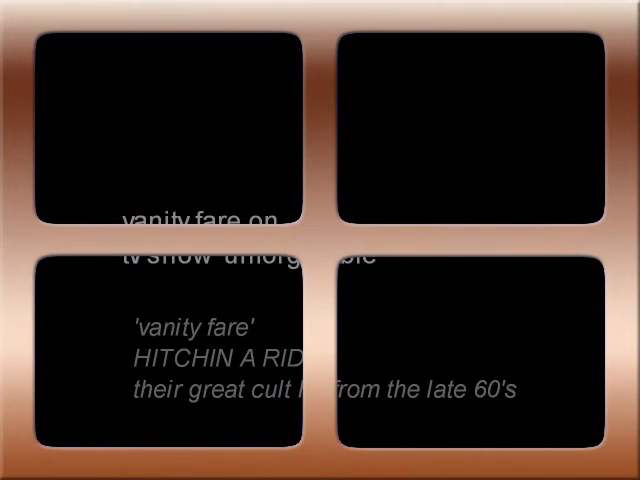 vanity fare on
tv show
'vanity fare'
HITCHIN A RID
their great cult from the late 60's